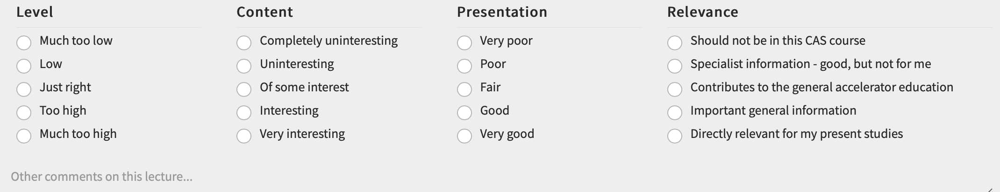 Level
Much too low
Low
Just right
Too high
Much too high
Content
Completely uninteresting
Uninteresting
Of some interest
Interesting
Very interesting
Presentation
Very poor
Poor
Fair
Good
Very good
Relevance
Should not be in this CAS course
Specialist information - good, but not for me
Contributes to the general accelerator education
Important general information
Directly relevant for my present studies
Other comments on this lecture...